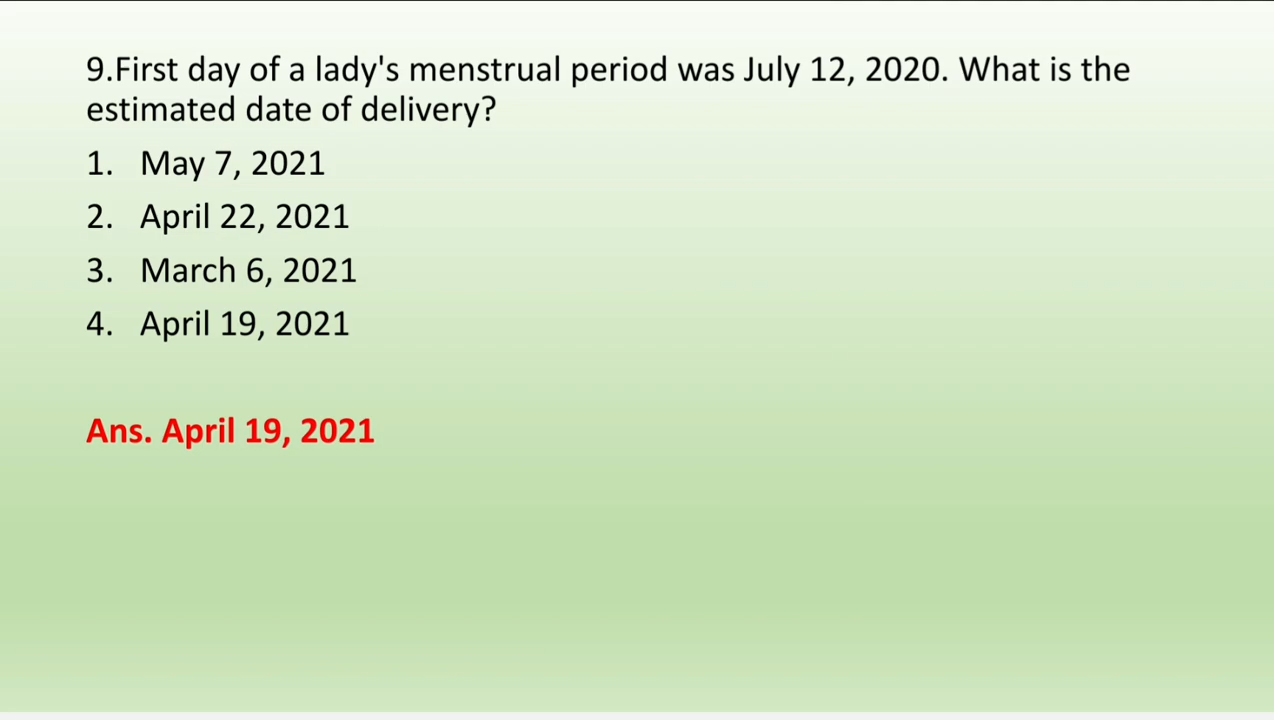 9.First day of a lady's menstrual period was July 12, 2020. What is the
estimated date of delivery?
1. May 7, 2021
2. April 22, 2021
3. March 6, 2021
4. April 19, 2021
Ans. April 19, 2021